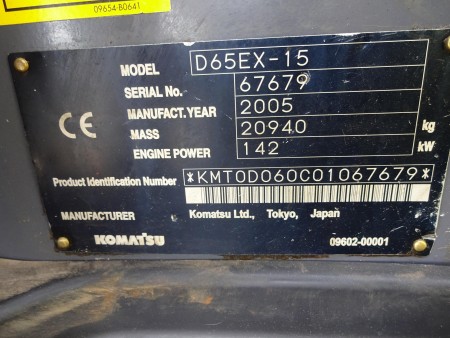 09654-B0641
MODEL D65EX-15
SERIAL No. 67679
MANUFACT.YEAR 2005
MASS 20940 kg
ENGINE POWER 142 kW
CE
Product Identification Number *KMT0D060C01067679*
MANUFACTURER Komatsu Ltd., Tokyo, Japan
KOMATSU 09602-00001